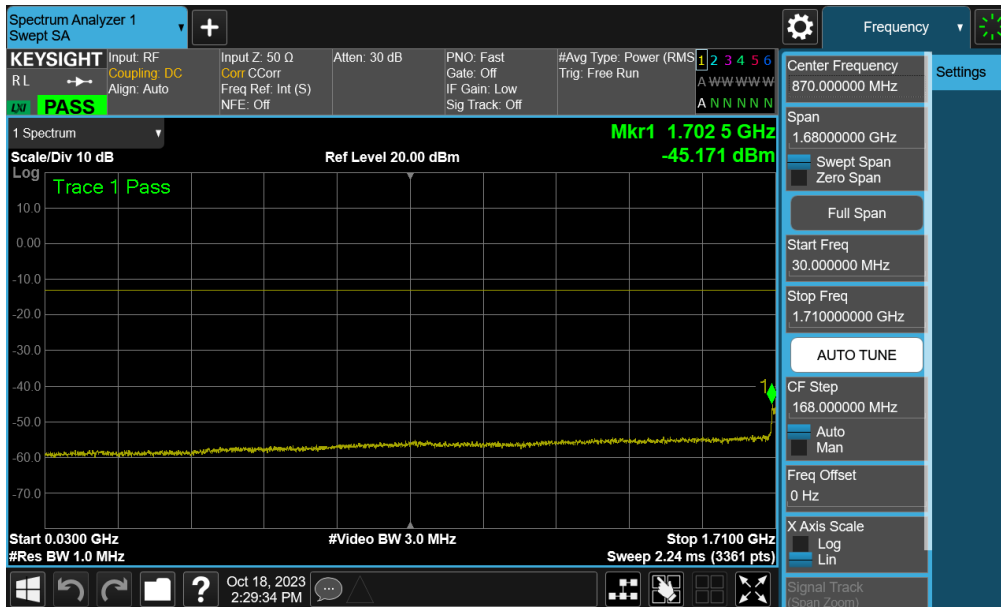 Spectrum Analyzer 1
Swept SA
+
Frequency
KEYSIGHT
R L
LXI
PASS
Input: RF
Coupling: DC
Align: Auto
Input Z: 50 Ω
Corr CCorr
Freq Ref: Int (S)
NFE: Off
Atten: 30 dB
PNO: Fast
Gate: Off
IF Gain: Low
Sig Track: Off
#Avg Type: Power (RMS
Trig: Free Run
1 2 3 4 5 6
A W W W W W
A N N N N N
1 Spectrum
Scale/Div 10 dB
Ref Level 20.00 dBm
Mkr1 1.702 5 GHz
-45.171 dBm
Log
Trace 1 Pass
10.0
0.00
-10.0
-20.0
-30.0
-40.0
-50.0
-60.0
-70.0
1
Start 0.0300 GHz
#Res BW 1.0 MHz
#Video BW 3.0 MHz
Stop 1.7100 GHz
Sweep 2.24 ms (3361 pts)
Center Frequency
870.000000 MHz
Span
1.68000000 GHz
Swept Span
Zero Span
Full Span
Start Freq
30.000000 MHz
Stop Freq
1.710000000 GHz
AUTO TUNE
CF Step
168.000000 MHz
Auto
Man
Freq Offset
0 Hz
X Axis Scale
Log
Lin
Signal Track
(Span Zoom)
Settings
?
Oct 18, 2023
2:29:34 PM